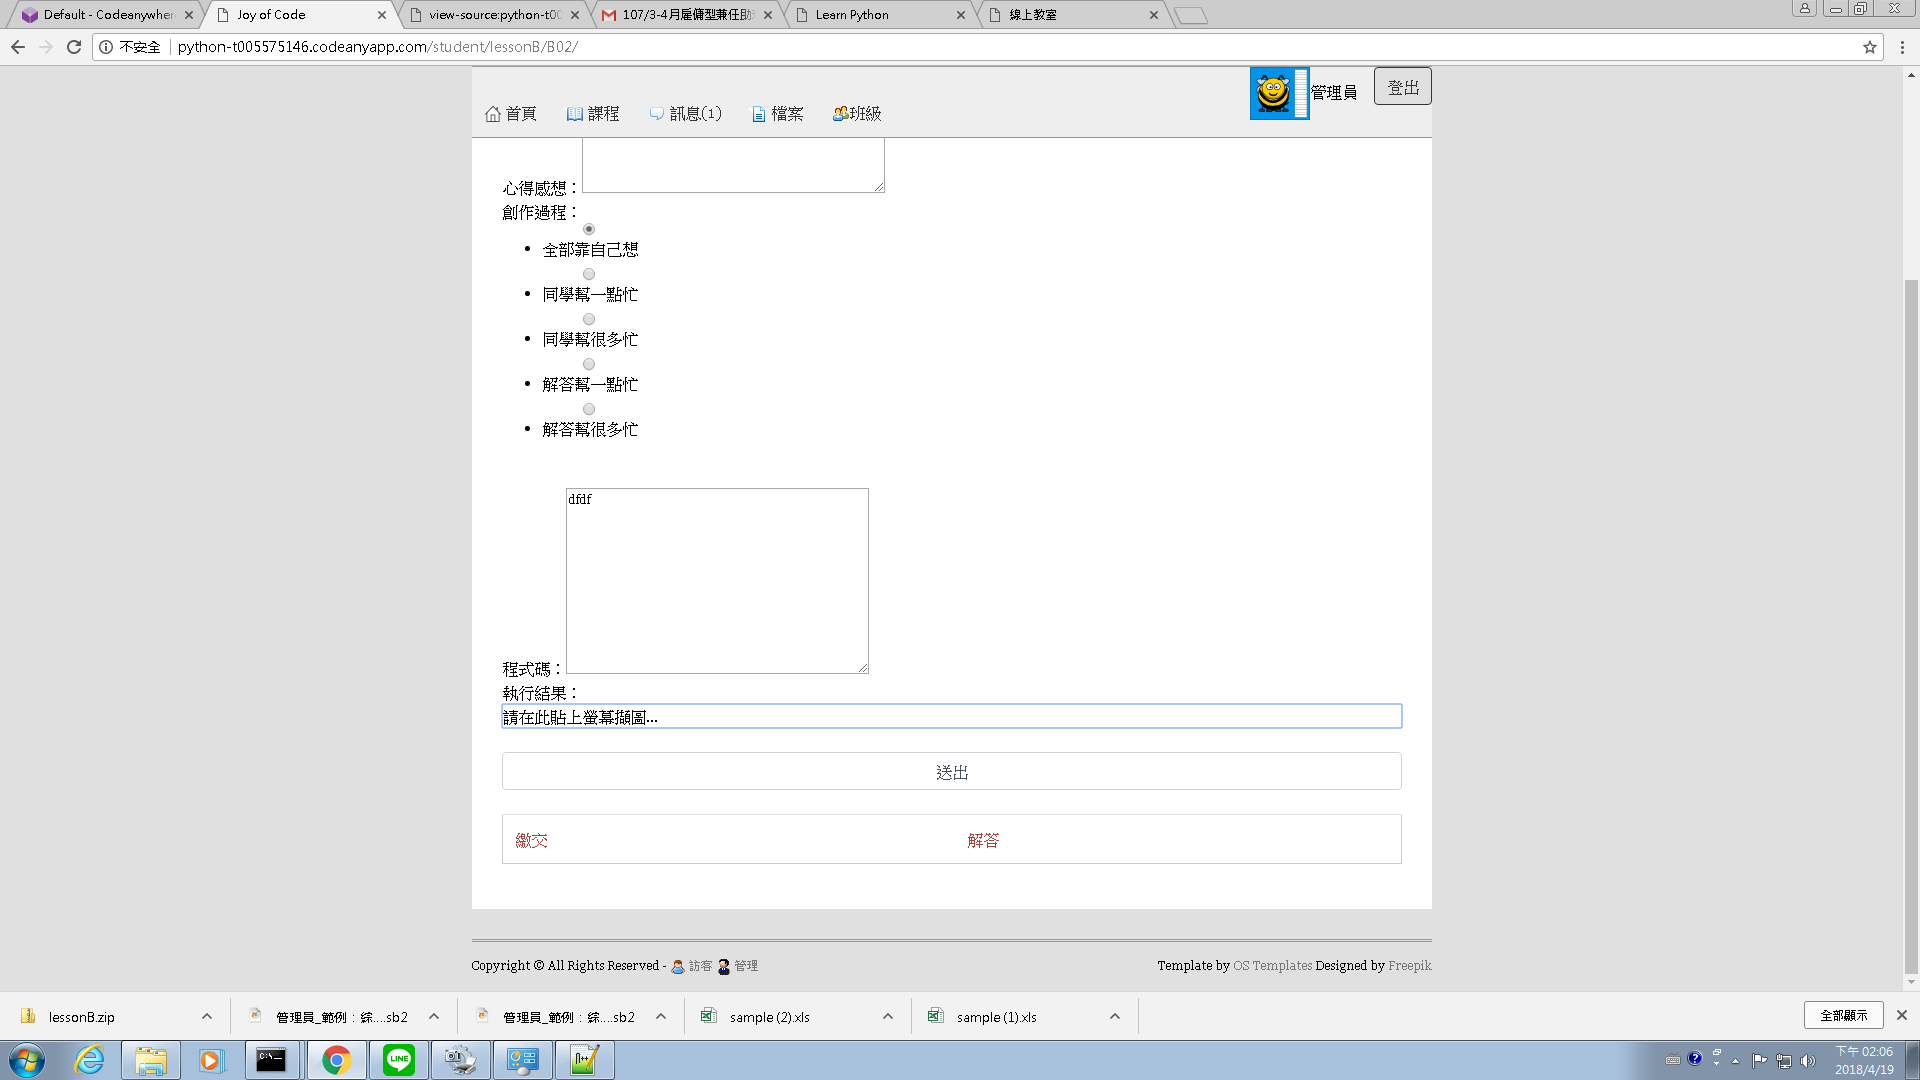 Default - Codeanywher
Joy of Code
view-source:python-t00
107/3-4月雇傭型兼任助
Learn Python
線上教室
不安全
python-t005575146.codeanyapp.com/student/lessonB/B02/
管理員
登出
首頁
課程
訊息(1)
檔案
班級
心得感想：
創作過程：
全部靠自己想
同學幫一點忙
同學幫很多忙
解答幫一點忙
解答幫很多忙
dfdf
程式碼：
執行結果：
請在此貼上螢幕擷圖...
送出
繳交
解答
Copyright © All Rights Reserved - 訪客 管理
Template by OS Templates Designed by Freepik
lessonB.zip
管理員_範例：綜....sb2
管理員_範例：綜....sb2
sample (2).xls
sample (1).xls
全部顯示
C:\
LINE
下午 02:06
2018/4/19